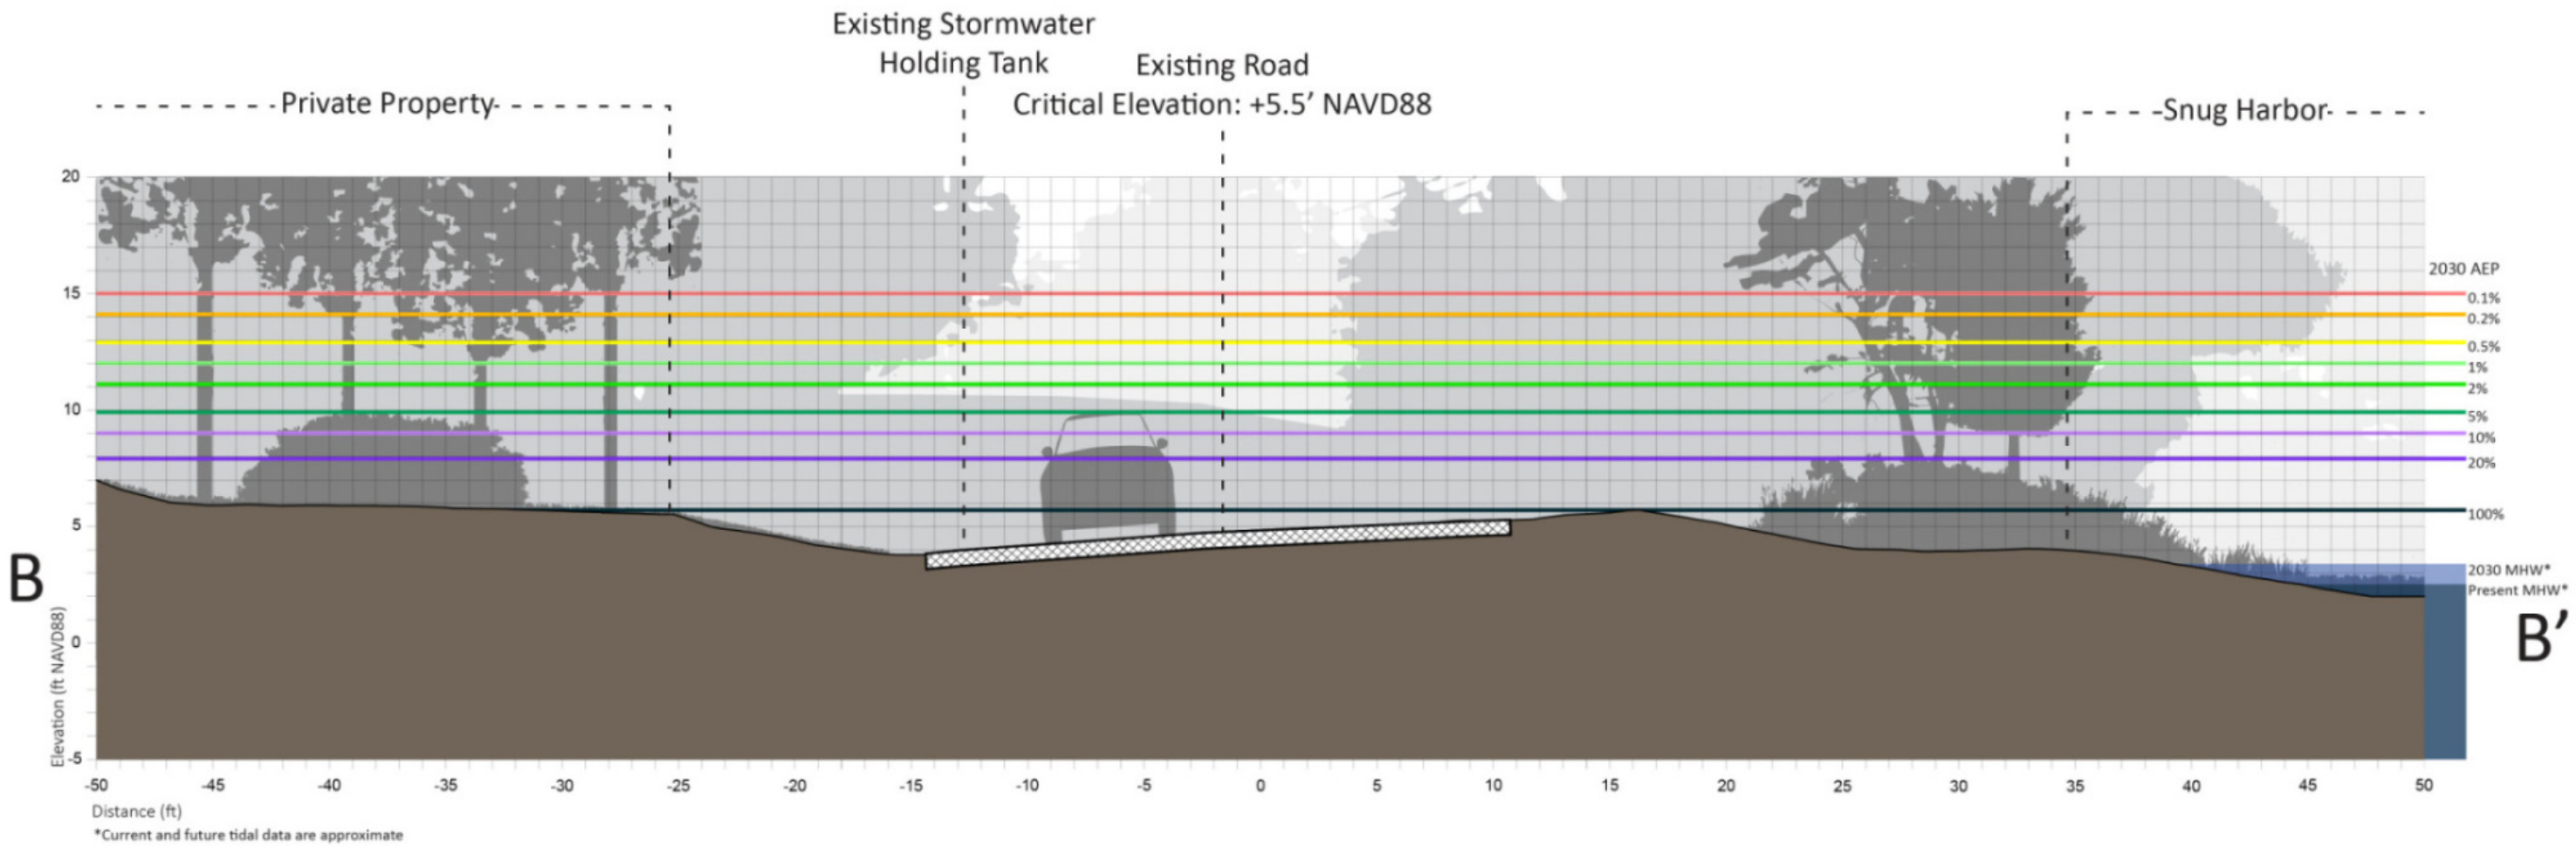 Existing Stormwater
Holding Tank
Existing Road
Critical Elevation: +5.5’ NAVD88
Private Property
Snug Harbor
20
15
10
5
0
-5
Elevation (ft NAVD88)
2030 AEP
0.1%
0.2%
0.5%
1%
2%
5%
10%
20%
100%
2030 MHW*
Present MHW*
B
B’
-50 -45 -40 -35 -30 -25 -20 -15 -10 -5 0 5 10 15 20 25 30 35 40 45 50
Distance (ft)
*Current and future tidal data are approximate